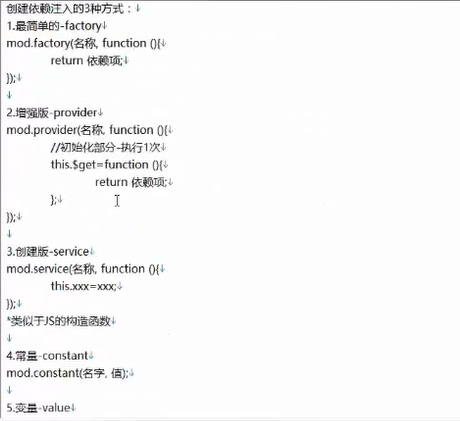 创建依赖注入的3种方式：
1.最简单的-factory
mod.factory(名称, function (){
return 依赖项;
});
2.增强版-provider
mod.provider(名称, function (){
//初始化部分-执行1次
this.$get=function (){
return 依赖项;
};
});
3.创建版-service
mod.service(名称, function (){
this.xxx=xxx;
});
*类似于JS的构造函数
4.常量-constant
mod.constant(名字, 值);
5.变量-value